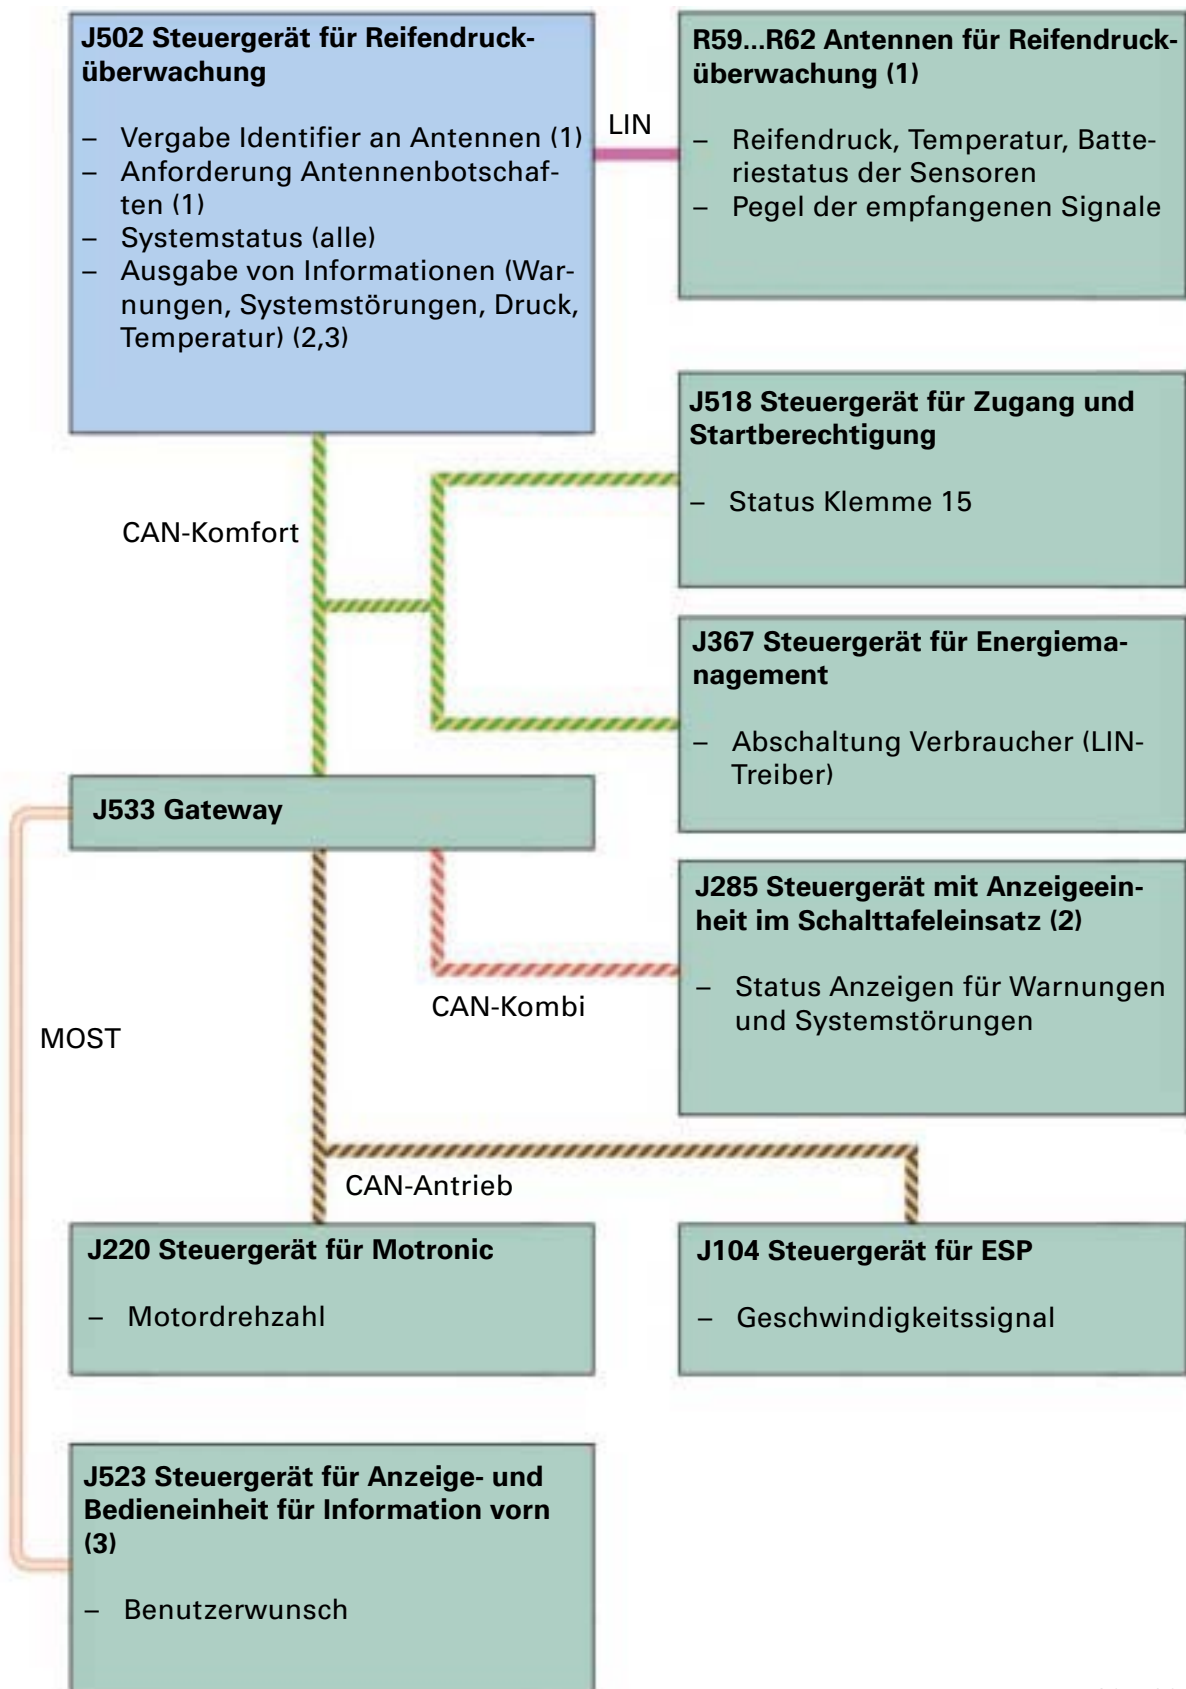 J502 Steuergerät für Reifendruck-
überwachung
– Vergabe Identifier an Antennen (1)
– Anforderung Antennenbotschaf-
ten (1)
– Systemstatus (alle)
– Ausgabe von Informationen (War-
nungen, Systemstörungen, Druck,
Temperatur) (2,3)
LIN
R59...R62 Antennen für Reifendruck-
überwachung (1)
– Reifendruck, Temperatur, Batte-
riestatus der Sensoren
– Pegel der empfangenen Signale
J518 Steuergerät für Zugang und
Startberechtigung
– Status Klemme 15
CAN-Komfort
J367 Steuergerät für Energiema-
nagement
– Abschaltung Verbraucher (LIN-
Treiber)
J533 Gateway
J285 Steuergerät mit Anzeigeein-
heit im Schalttafeleinsatz (2)
– Status Anzeigen für Warnungen
und Systemstörungen
CAN-Kombi
MOST
CAN-Antrieb
J220 Steuergerät für Motronic
– Motordrehzahl
J104 Steuergerät für ESP
– Geschwindigkeitssignal
J523 Steuergerät für Anzeige- und
Bedieneinheit für Information vorn
(3)
– Benutzerwunsch